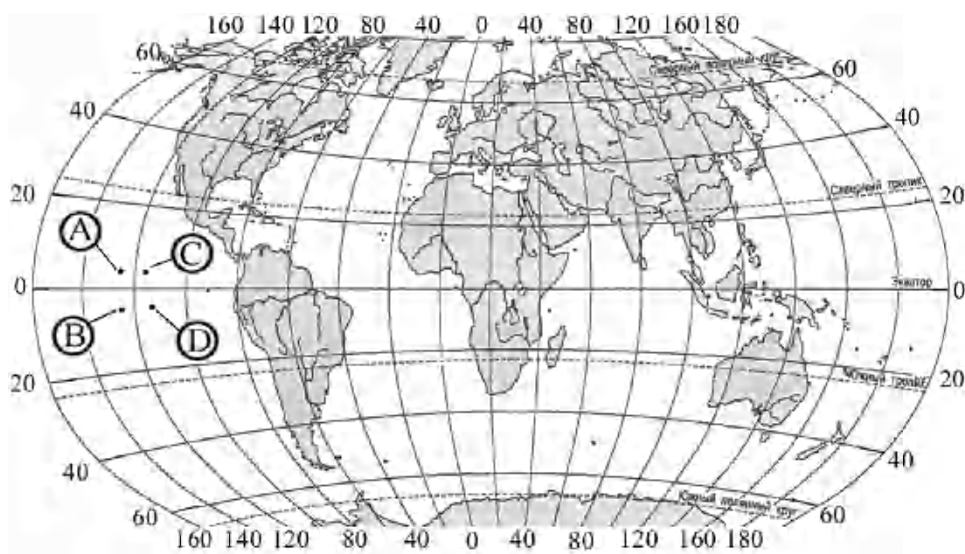 160 140 120 80 40 0 40 80 120 160 180
60 Северный полярный круг 60
40 40
20 Северный тропик 20
A C
0 Экватор 0
B D
20 Южный тропик 20
40 40
60 Южный полярный круг 60
160 140 120 80 40 0 40 80 120 160 180